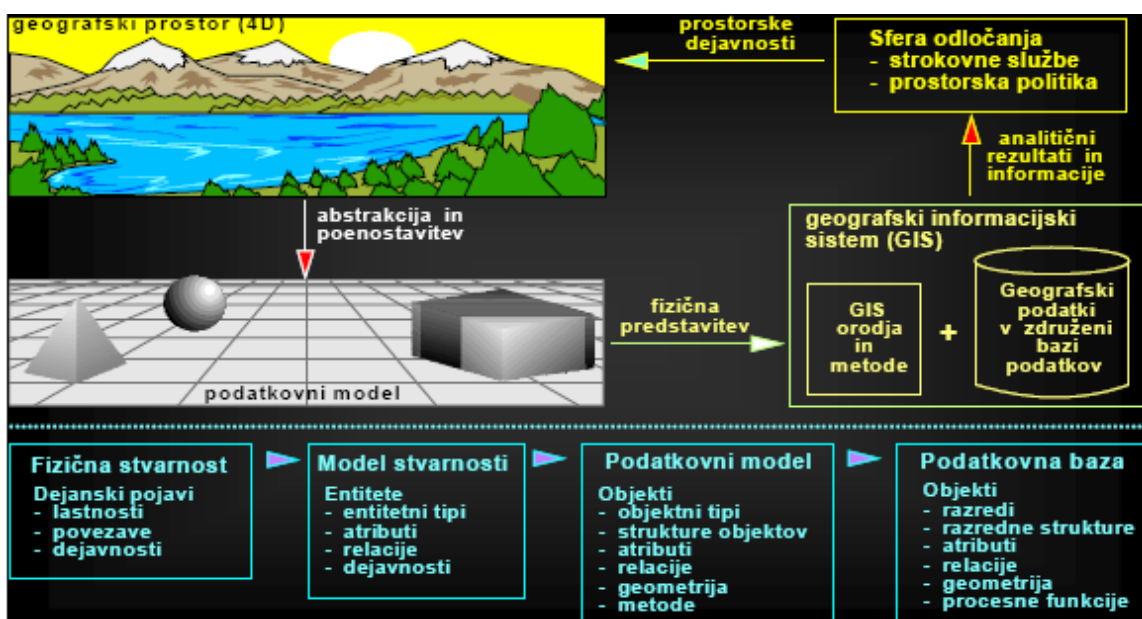 geografski prostor (4D)
prostorske
dejavnosti
Sfera odločanja
- strokovne službe
- prostorska politika
analitični
rezultati in
informacije
abstrakcija in
poenostavitev
geografski informacijski
sistem (GIS)
fizična
predstavitev
GIS
orodja
in
metode
+
Geografski
podatki
v združeni
bazi
podatkov
podatkovni model
Fizična stvarnost
Dejanski pojavi
- lastnosti
- povezave
- dejavnosti
Model stvarnosti
Entitete
- entitetni tipi
- atributi
- relacije
- dejavnosti
Podatkovni model
Objekti
- objektni tipi
- strukture objektov
- atributi
- relacije
- geometrija
- metode
Podatkovna baza
Objekti
- razredi
- razredne strukture
- atributi
- relacije
- geometrija
- procesne funkcije